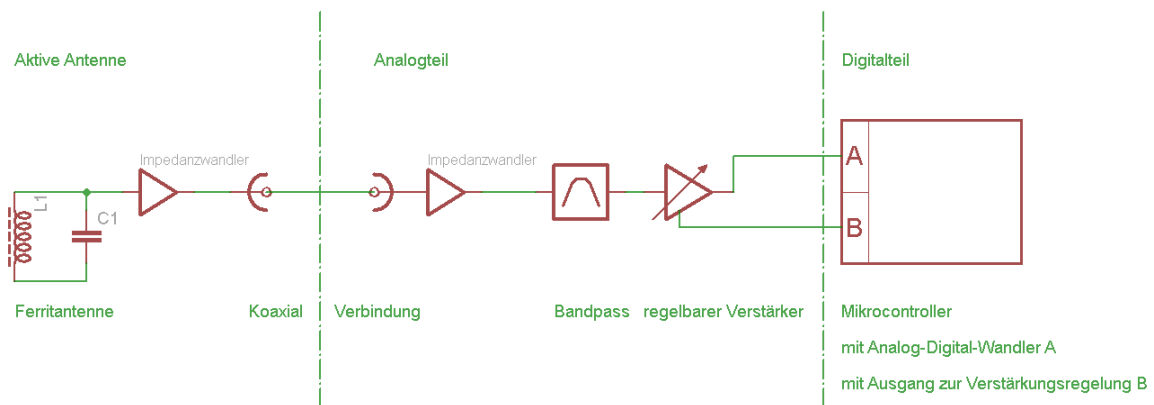 Aktive Antenne
Analogteil
Digitalteil
Impedanzwandler
Impedanzwandler
A
L1
C1
B
Ferritantenne
Koaxial
Verbindung
Bandpass
regelbarer Verstärker
Mikrocontroller
mit Analog-Digital-Wandler A
mit Ausgang zur Verstärkungsregelung B